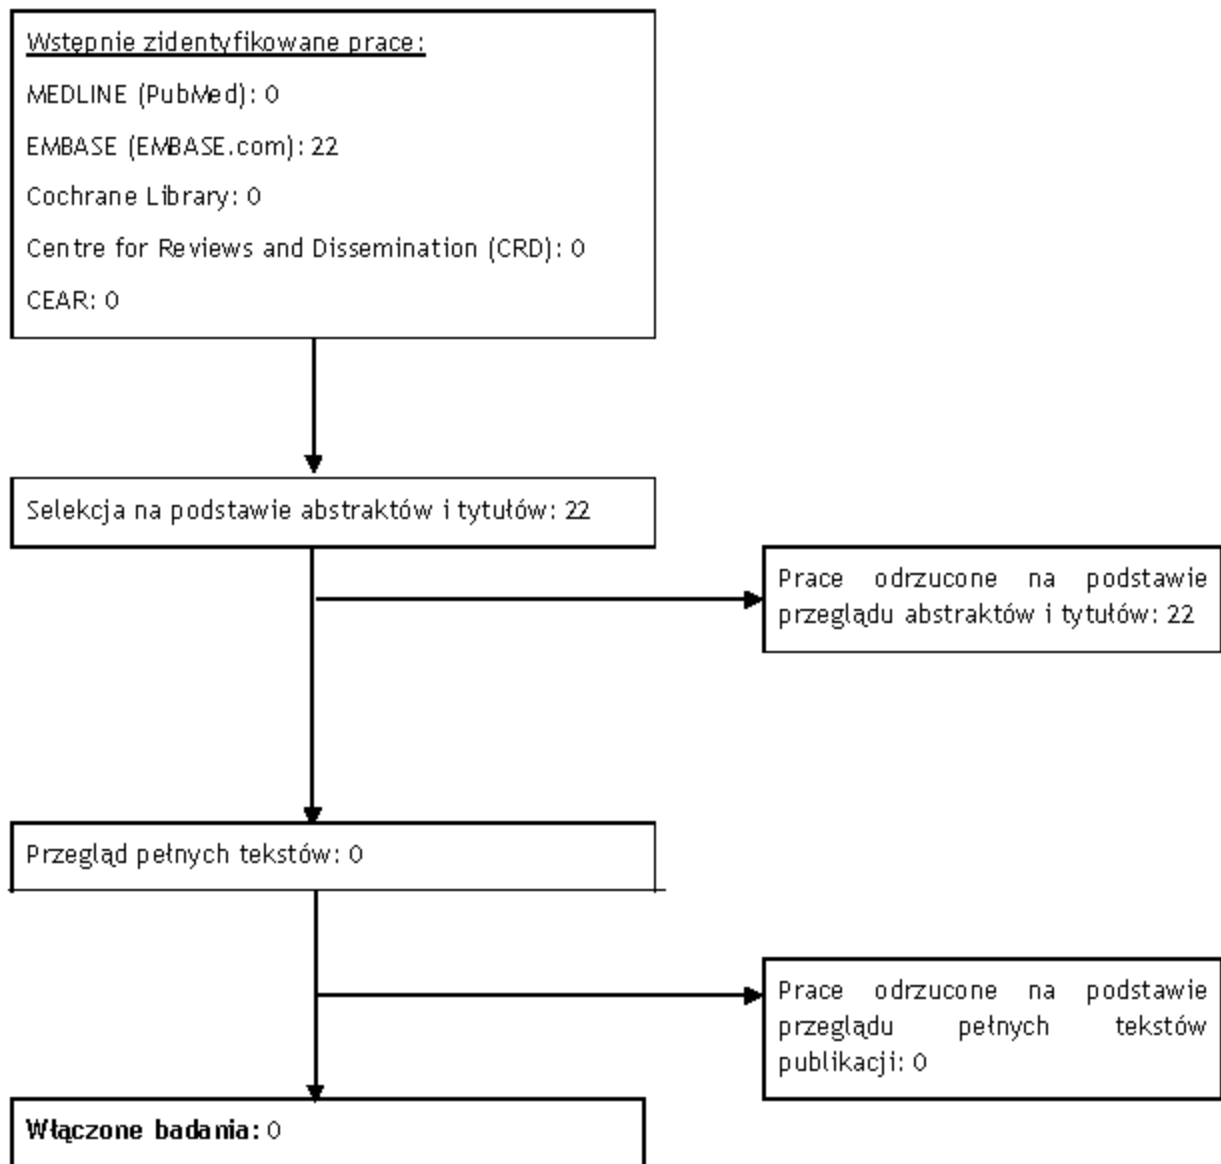 Wstępnie zidentyfikowane prace:
MEDLINE (PubMed): 0
EMBASE (EMBASE.com): 22
Cochrane Library: 0
Centre for Reviews and Dissemination (CRD): 0
CEAR: 0
Selekcja na podstawie abstraktów i tytułów: 22
Prace odrzucone na podstawie
przeglądu abstraktów i tytułów: 22
Przegląd pełnych tekstów: 0
Prace odrzucone na podstawie
przeglądu pełnych tekstów
publikacji: 0
Włączone badania: 0